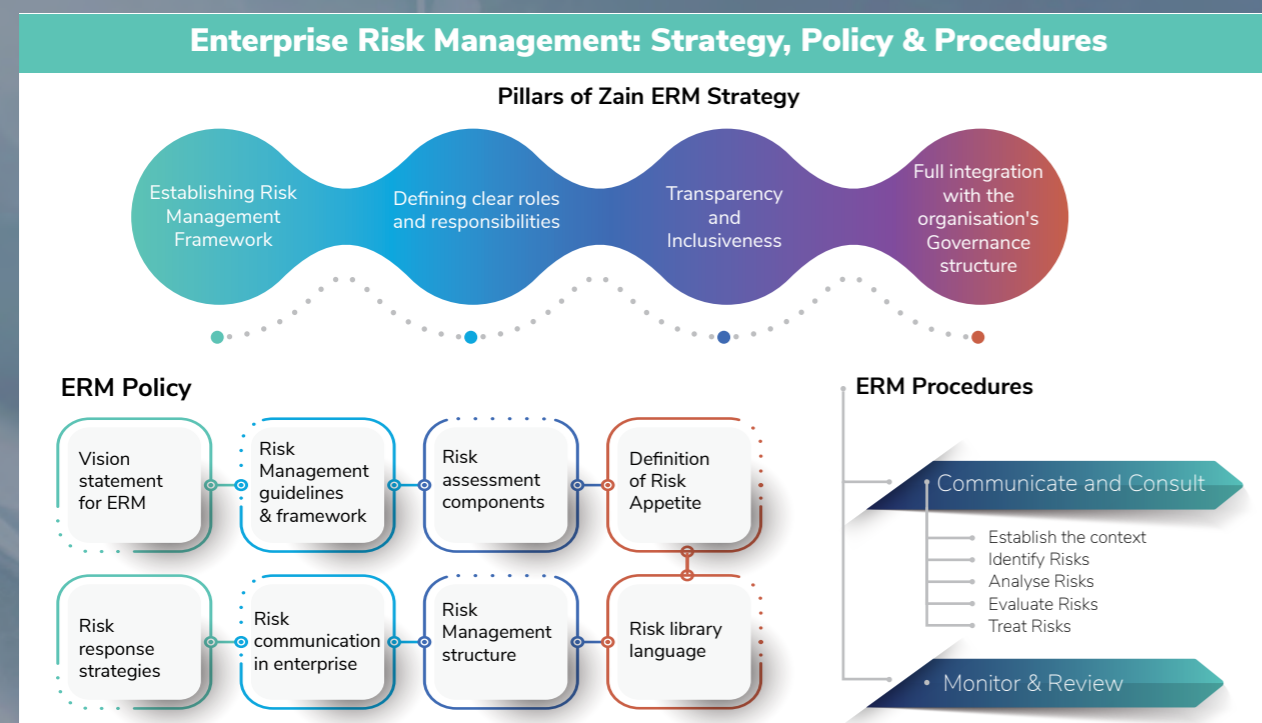 Enterprise Risk Management: Strategy, Policy & Procedures
Pillars of Zain ERM Strategy
Establishing Risk
Management
Framework
Defining clear roles
and responsibilities
Transparency
and
Inclusiveness
Full integration
with the
organisation's
Governance
structure
ERM Policy
Vision
statement
for ERM
Risk
Management
guidelines
& framework
Risk
assessment
components
Definition
of Risk
Appetite
Risk
response
strategies
Risk
communication
in enterprise
Risk
Management
structure
Risk library
language
ERM Procedures
Communicate and Consult
Establish the context
Identify Risks
Analyse Risks
Evaluate Risks
Treat Risks
Monitor & Review